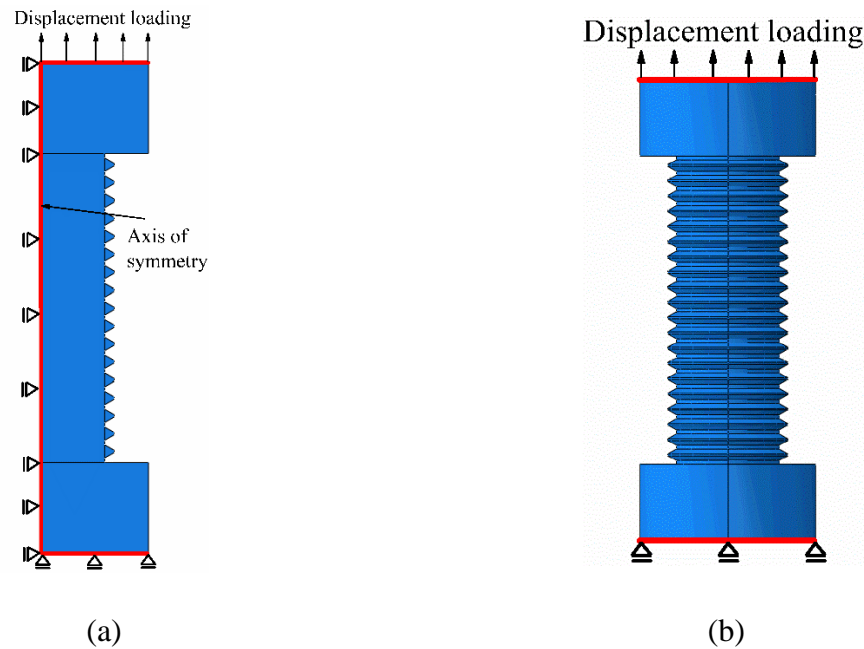 Displacement loading
Axis of
symmetry
(a)
Displacement loading
(b)